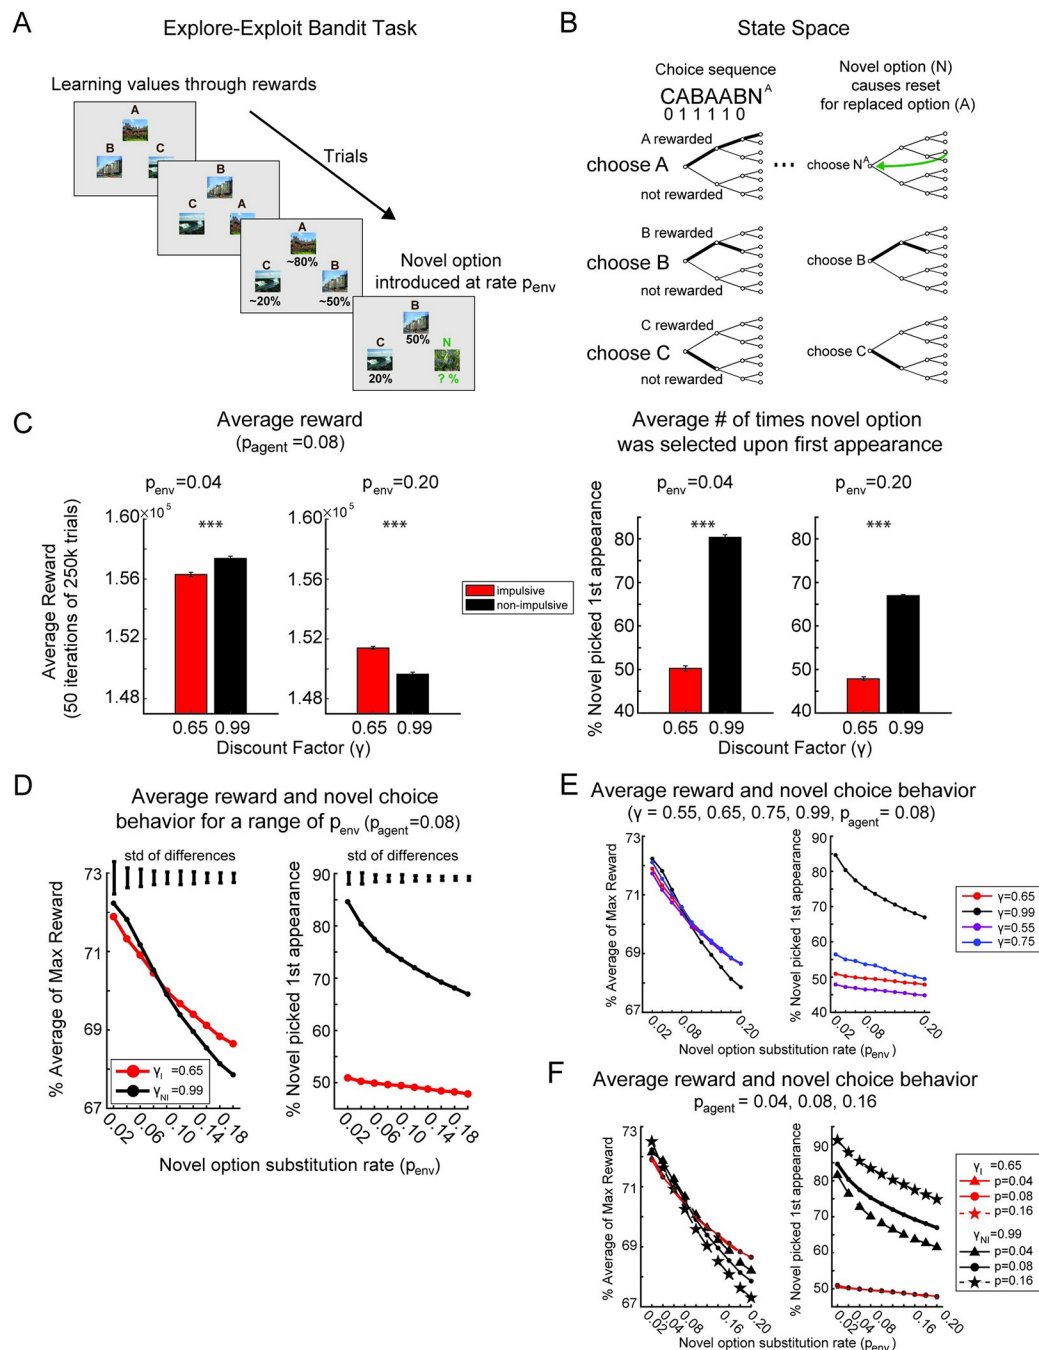 A
Explore-Exploit Bandit Task
Learning values through rewards
A
B
C
B
C
A
A
~80%
C
B
~20%
~50%
Trials
Novel option
introduced at rate penv
B
50%
C
N
20%
? %
B
State Space
Choice sequence
CABAABN^A
0 1 1 1 1 0
Novel option (N)
causes reset
for replaced option (A)
A rewarded
choose A
not rewarded
...
choose N^A
B rewarded
choose B
not rewarded
choose B
C rewarded
choose C
not rewarded
choose C
C
Average reward
(pagent =0.08)
penv=0.04
penv=0.20
Average Reward
(50 iterations of 250k trials)
1.60×10^5
1.56
1.52
1.48
***
0.65 0.99
1.60×10^5
1.56
1.52
1.48
***
0.65 0.99
Discount Factor (γ)
impulsive
non-impulsive
Average # of times novel option
was selected upon first appearance
penv=0.04
penv=0.20
% Novel picked 1st appearance
80
70
60
50
40
***
0.65 0.99
80
70
60
50
40
***
0.65 0.99
Discount Factor (γ)
D
Average reward and novel choice
behavior for a range of penv (pagent=0.08)
std of differences
% Average of Max Reward
73
71
69
67
γI =0.65
γNI =0.99
0.02
0.06
0.10
0.14
0.18
std of differences
% Novel picked 1st appearance
90
80
70
60
50
0.02
0.06
0.10
0.14
0.18
Novel option substitution rate (penv)
E
Average reward and novel choice behavior
(γ = 0.55, 0.65, 0.75, 0.99, pagent= 0.08)
% Average of Max Reward
73
71
69
67
0.02
0.08
0.20
% Novel picked 1st appearance
90
80
70
60
50
40
0.02
0.08
0.20
Novel option substitution rate (penv)
γ=0.65
γ=0.99
γ=0.55
γ=0.75
F
Average reward and novel choice behavior
pagent = 0.04, 0.08, 0.16
% Average of Max Reward
73
71
69
67
0.02
0.04
0.08
0.16
0.20
% Novel picked 1st appearance
90
80
70
60
50
0.02
0.04
0.08
0.16
0.20
Novel option substitution rate (penv)
γI =0.65
p=0.04
p=0.08
p=0.16
γNI=0.99
p=0.04
p=0.08
p=0.16